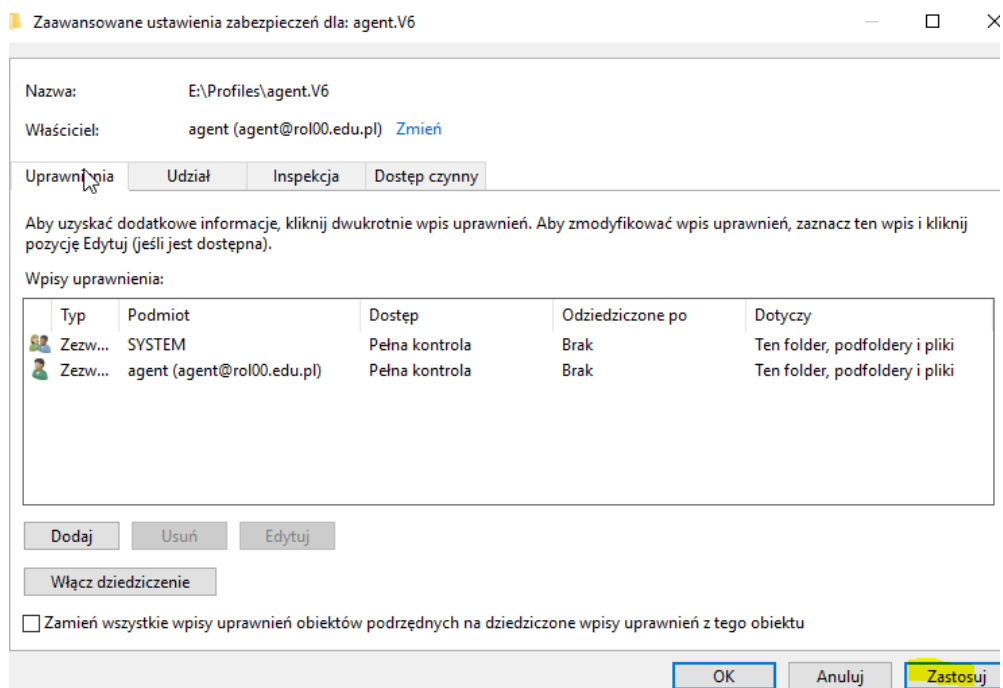 Zaawansowane ustawienia zabezpieczeń dla: agent.V6
Nazwa: E:\Profiles\agent.V6
Właściciel: agent (agent@rol00.edu.pl) Zmień
Uprawnienia Udział Inspekcja Dostęp czynny
Aby uzyskać dodatkowe informacje, kliknij dwukrotnie wpis uprawnień. Aby zmodyfikować wpis uprawnień, zaznacz ten wpis i kliknij
pozycję Edytuj (jeśli jest dostępna).
Wpisy uprawnienia:
Typ Podmiot Dostęp Odziedziczone po Dotyczy
Zezw... SYSTEM Pełna kontrola Brak Ten folder, podfoldery i pliki
Zezw... agent (agent@rol00.edu.pl) Pełna kontrola Brak Ten folder, podfoldery i pliki
Dodaj Usuń Edytuj
Włącz dziedziczenie
Zamień wszystkie wpisy uprawnień obiektów podrzędnych na dziedziczone wpisy uprawnień z tego obiektu
OK Anuluj Zastosuj